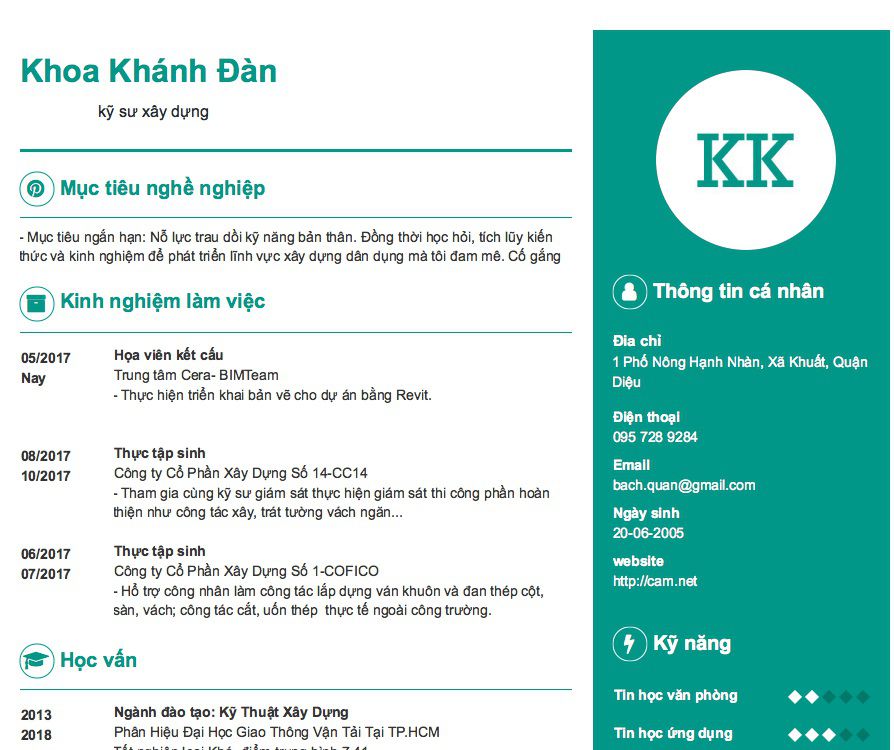 Khoa Khánh Đàn
kỹ sư xây dựng
Mục tiêu nghề nghiệp
- Mục tiêu ngắn hạn: Nỗ lực trau dồi kỹ năng bản thân. Đồng thời học hỏi, tích lũy kiến
thức và kinh nghiệm để phát triển lĩnh vực xây dựng dân dụng mà tôi đam mê. Cố gắng
Kinh nghiệm làm việc
05/2017
Nay
Họa viên kết cấu
Trung tâm Cera- BIMTeam
- Thực hiện triển khai bản vẽ cho dự án bằng Revit.
08/2017
10/2017
Thực tập sinh
Công ty Cổ Phần Xây Dựng Số 14-CC14
- Tham gia cùng kỹ sư giám sát thực hiện giám sát thi công phần hoàn
thiện như công tác xây, trát tường vách ngăn...
06/2017
07/2017
Thực tập sinh
Công ty Cổ Phần Xây Dựng Số 1-COFICO
- Hổ trợ công nhân làm công tác lắp dựng ván khuôn và đan thép cột,
sàn, vách; công tác cắt, uốn thép  thực tế ngoài công trường.
Học vấn
2013
2018
Ngành đào tạo: Kỹ Thuật Xây Dựng
Phân Hiệu Đại Học Giao Thông Vận Tải Tại TP.HCM
Tốt nghiệp loại Khá, điểm trung bình 7.41
KK
Thông tin cá nhân
Địa chỉ
1 Phố Nông Hạnh Nhàn, Xã Khuất, Quận
Diệu
Điện thoại
095 728 9284
Email
bach.quan@gmail.com
Ngày sinh
20-06-2005
website
http://cam.net
Kỹ năng
Tin học văn phòng
Tin học ứng dụng